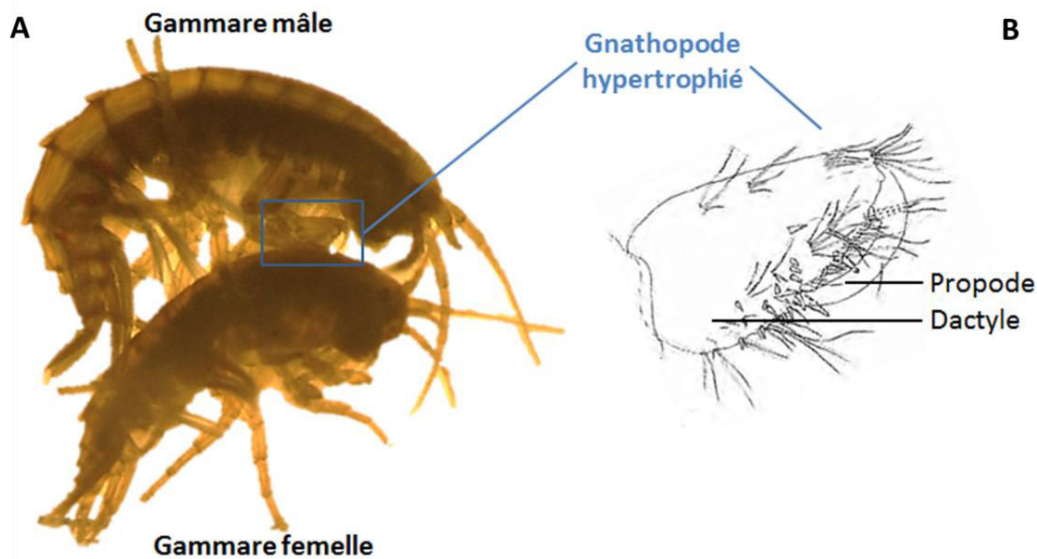 A
Gammare mâle
B
Gnathopode
hypertrophié
Propode
Dactyle
Gammare femelle